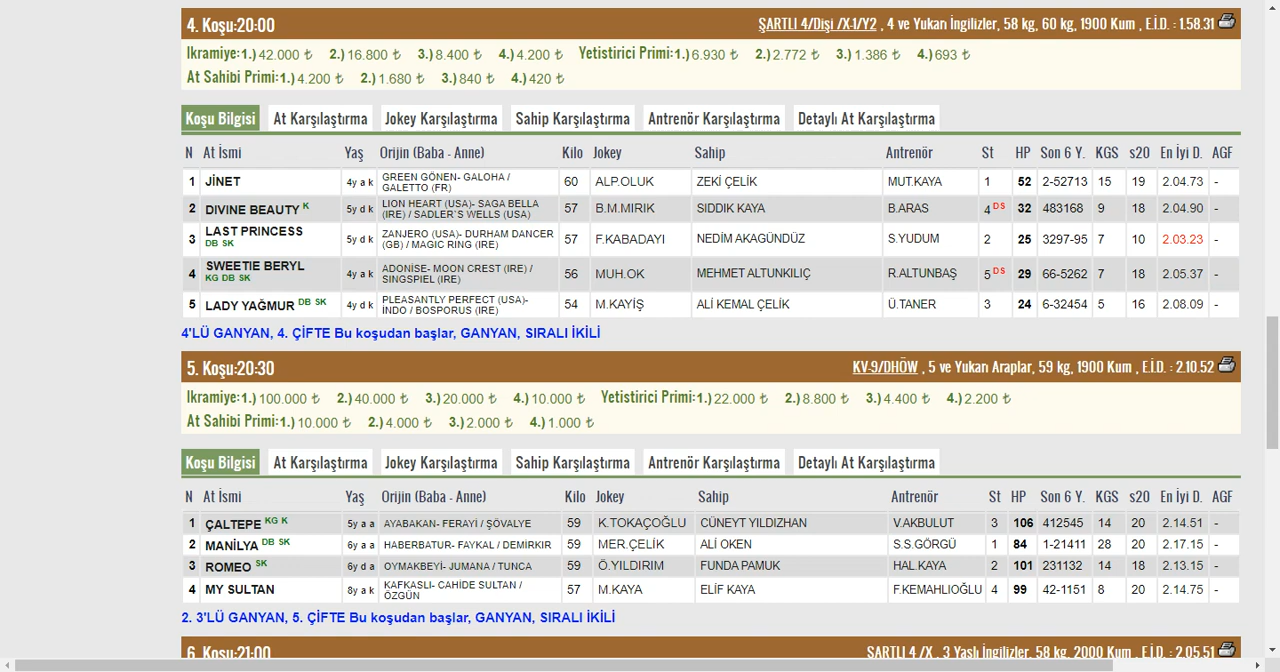 4. Koşu:20:00 ŞARTLI 4/Dişi /X-1/Y2 , 4 ve Yukarı İngilizler, 58 kg, 60 kg, 1900 Kum , E.İ.D. : 1.58.31
İkramiye:1.) 42.000 ₺ 2.) 16.800 ₺ 3.) 8.400 ₺ 4.) 4.200 ₺ Yetistirici Primi:1.) 6.930 ₺ 2.) 2.772 ₺ 3.) 1.386 ₺ 4.) 693 ₺
At Sahibi Primi:1.) 4.200 ₺ 2.) 1.680 ₺ 3.) 840 ₺ 4.) 420 ₺
Koşu Bilgisi At Karşılaştırma Jokey Karşılaştırma Sahip Karşılaştırma Antrenör Karşılaştırma Detaylı At Karşılaştırma
N At İsmi Yaş Orijin (Baba - Anne) Kilo Jokey Sahip Antrenör St HP Son 6 Y. KGS s20 En İyi D. AGF
1 JİNET 4y a k GREEN GÖNEN- GALOHA / GALETTO (FR) 60 ALP.OLUK ZEKİ ÇELİK MUT.KAYA 1 52 2-52713 15 19 2.04.73 -
2 DIVINE BEAUTY K 5y d k LION HEART (USA)- SAGA BELLA (IRE) / SADLER'S WELLS (USA) 57 B.M.MIRIK SIDDIK KAYA B.ARAS 4 DS 32 483168 9 18 2.04.90 -
3 LAST PRINCESS DB SK 5y d k ZANJERO (USA)- DURHAM DANCER (GB) / MAGIC RING (IRE) 57 F.KABADAYI NEDİM AKAGÜNDÜZ S.YUDUM 2 25 3297-95 7 10 2.03.23 -
4 SWEETIE BERYL KG DB SK 4y a k ADONİSE- MOON CREST (IRE) / SINGSPIEL (IRE) 56 MUH.OK MEHMET ALTUNKILIÇ R.ALTUNBAŞ 5 DS 29 66-5262 7 18 2.05.37 -
5 LADY YAĞMUR DB SK 4y d k PLEASANTLY PERFECT (USA)- İNDO / BOSPORUS (IRE) 54 M.KAYİŞ ALİ KEMAL ÇELİK Ü.TANER 3 24 6-32454 5 16 2.08.09 -
4'LÜ GANYAN, 4. ÇİFTE Bu koşudan başlar, GANYAN, SIRALI İKİLİ
5. Koşu:20:30 KV-9/DHÖW , 5 ve Yukarı Araplar, 59 kg, 1900 Kum , E.İ.D. : 2.10.52
İkramiye:1.) 100.000 ₺ 2.) 40.000 ₺ 3.) 20.000 ₺ 4.) 10.000 ₺ Yetistirici Primi:1.) 22.000 ₺ 2.) 8.800 ₺ 3.) 4.400 ₺ 4.) 2.200 ₺
At Sahibi Primi:1.) 10.000 ₺ 2.) 4.000 ₺ 3.) 2.000 ₺ 4.) 1.000 ₺
Koşu Bilgisi At Karşılaştırma Jokey Karşılaştırma Sahip Karşılaştırma Antrenör Karşılaştırma Detaylı At Karşılaştırma
N At İsmi Yaş Orijin (Baba - Anne) Kilo Jokey Sahip Antrenör St HP Son 6 Y. KGS s20 En İyi D. AGF
1 ÇALTEPE KG K 5y a a AYABAKAN- FERAYİ / ŞÖVALYE 59 K.TOKAÇOĞLU CÜNEYT YILDIZHAN V.AKBULUT 3 106 412545 14 20 2.14.51 -
2 MANİLYA DB SK 6y a a HABERBATUR- FAYKAL / DEMİRKIR 59 MER.ÇELİK ALİ OKEN S.S.GÖRGÜ 1 84 1-21411 28 20 2.17.15 -
3 ROMEO SK 6y d a OYMAKBEYİ- JUMANA / TUNCA 59 Ö.YILDIRIM FUNDA PAMUK HAL.KAYA 2 101 231132 14 18 2.13.15 -
4 MY SULTAN 8y a k KAFKASLI- CAHİDE SULTAN / ÖZGÜN 57 M.KAYA ELİF KAYA F.KEMAHLIOĞLU 4 99 42-1151 8 20 2.14.75 -
2. 3'LÜ GANYAN, 5. ÇİFTE Bu koşudan başlar, GANYAN, SIRALI İKİLİ
6. Koşu:21:00 ŞARTLI 4 /X , 3 Yaşlı İngilizler, 58 kg, 2000 Kum , E.İ.D. : 2.05.51